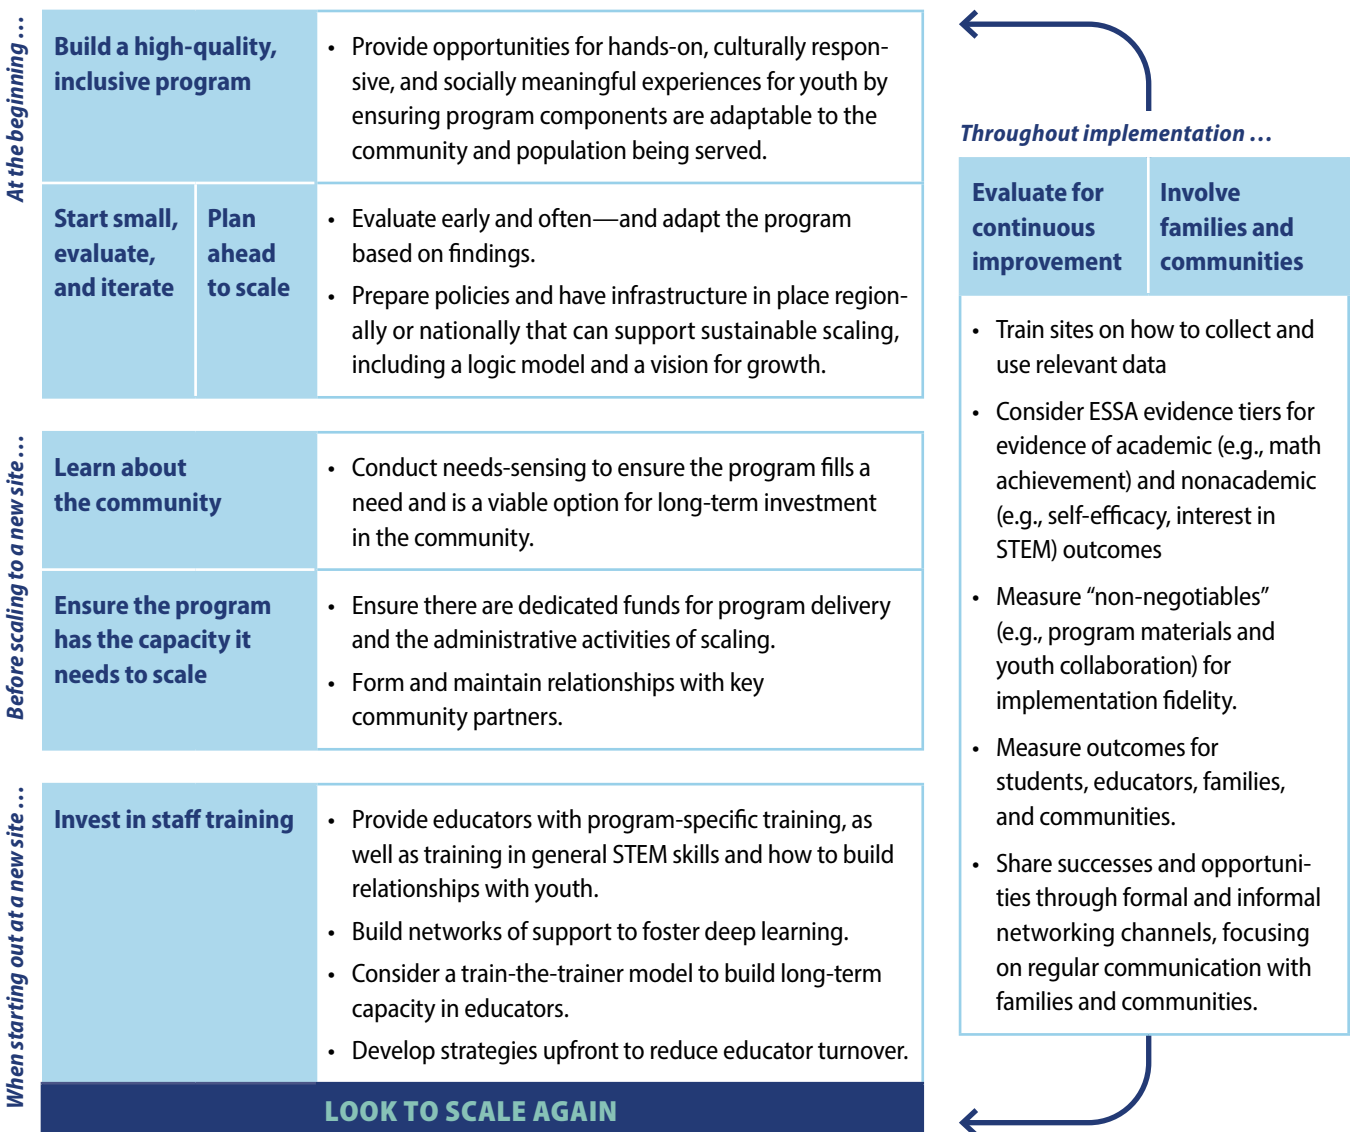 At the beginning …
Build a high-quality,
inclusive program
• Provide opportunities for hands-on, culturally respon-
sive, and socially meaningful experiences for youth by
ensuring program components are adaptable to the
community and population being served.
Start small,
evaluate,
and iterate
Plan
ahead
to scale
• Evaluate early and often—and adapt the program
based on findings.
• Prepare policies and have infrastructure in place region-
ally or nationally that can support sustainable scaling,
including a logic model and a vision for growth.
Before scaling to a new site …
Learn about
the community
• Conduct needs-sensing to ensure the program fills a
need and is a viable option for long-term investment
in the community.
Ensure the program
has the capacity it
needs to scale
• Ensure there are dedicated funds for program delivery
and the administrative activities of scaling.
• Form and maintain relationships with key
community partners.
When starting out at a new site …
Invest in staff training
• Provide educators with program-specific training, as
well as training in general STEM skills and how to build
relationships with youth.
• Build networks of support to foster deep learning.
• Consider a train-the-trainer model to build long-term
capacity in educators.
• Develop strategies upfront to reduce educator turnover.
LOOK TO SCALE AGAIN
Throughout implementation …
Evaluate for
continuous
improvement
Involve
families and
communities
• Train sites on how to collect and
use relevant data
• Consider ESSA evidence tiers for
evidence of academic (e.g., math
achievement) and nonacademic
(e.g., self-efficacy, interest in
STEM) outcomes
• Measure “non-negotiables”
(e.g., program materials and
youth collaboration) for
implementation fidelity.
• Measure outcomes for
students, educators, families,
and communities.
• Share successes and opportuni-
ties through formal and informal
networking channels, focusing
on regular communication with
families and communities.